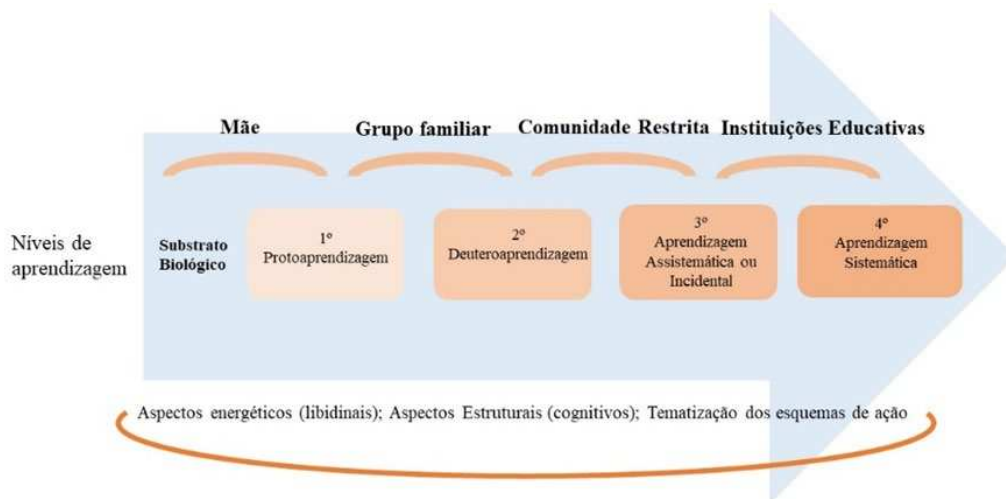 Mãe
Grupo familiar
Comunidade Restrita
Instituições Educativas
Níveis de
aprendizagem
Substrato
Biológico
1º
Protoaprendizagem
2º
Deuteroaprendizagem
3º
Aprendizagem
Assistemática ou
Incidental
4º
Aprendizagem
Sistemática
Aspectos energéticos (libidinais); Aspectos Estruturais (cognitivos); Tematização dos esquemas de ação